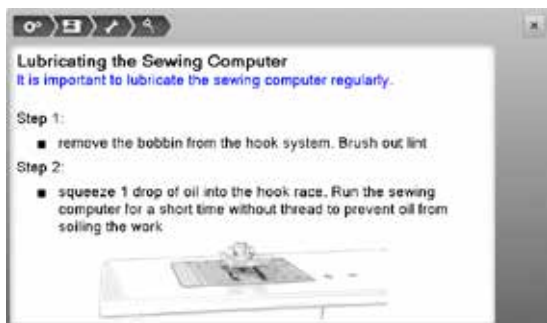 Lubricating the Sewing Computer
It is important to lubricate the sewing computer regularly.
Step 1:
■ remove the bobbin from the hook system. Brush out lint
Step 2:
■ squeeze 1 drop of oil into the hook race. Run the sewing
computer for a short time without thread to prevent oil from
soiling the work